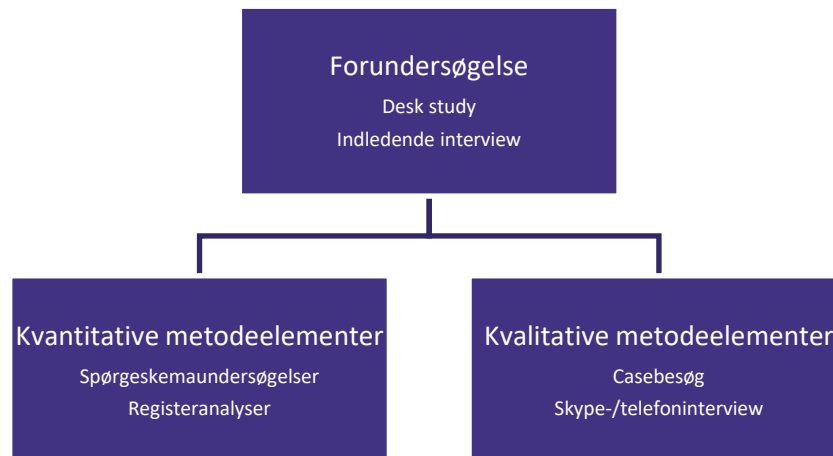 Forundersøgelse
Desk study
Indledende interview
Kvantitative metodeelementer
Spørgeskemaundersøgelser
Registeranalyser
Kvalitative metodeelementer
Casebesøg
Skype-/telefoninterview